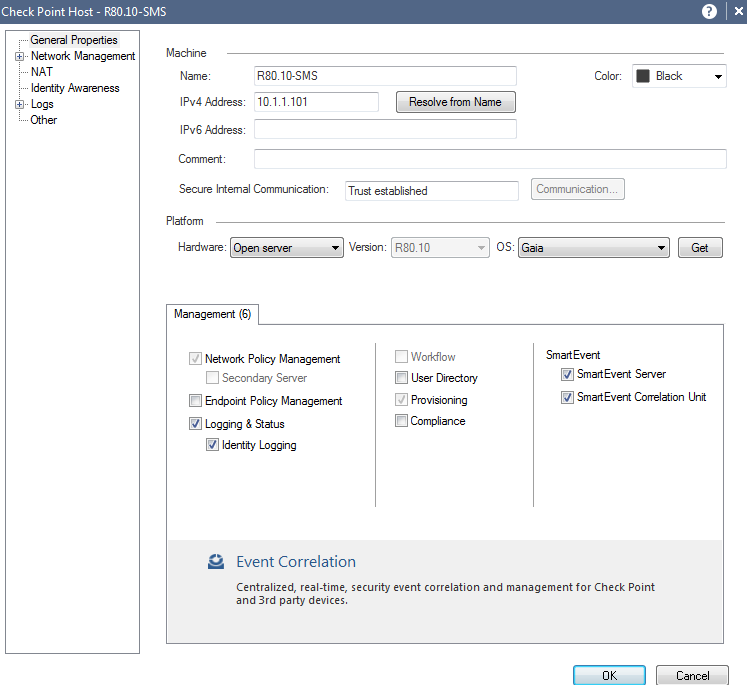 Check Point Host - R80.10-SMS
?
General Properties
Network Management
NAT
Identity Awareness
Logs
Other
Machine
Name: R80.10-SMS Color: Black
IPv4 Address: 10.1.1.101 Resolve from Name
IPv6 Address:
Comment:
Secure Internal Communication: Trust established Communication...
Platform
Hardware: Open server Version: R80.10 OS: Gaia Get
Management (6)
Network Policy Management
Secondary Server
Endpoint Policy Management
Logging & Status
Identity Logging
Workflow
User Directory
Provisioning
Compliance
SmartEvent
SmartEvent Server
SmartEvent Correlation Unit
Event Correlation
Centralized, real-time, security event correlation and management for Check Point
and 3rd party devices.
OK Cancel